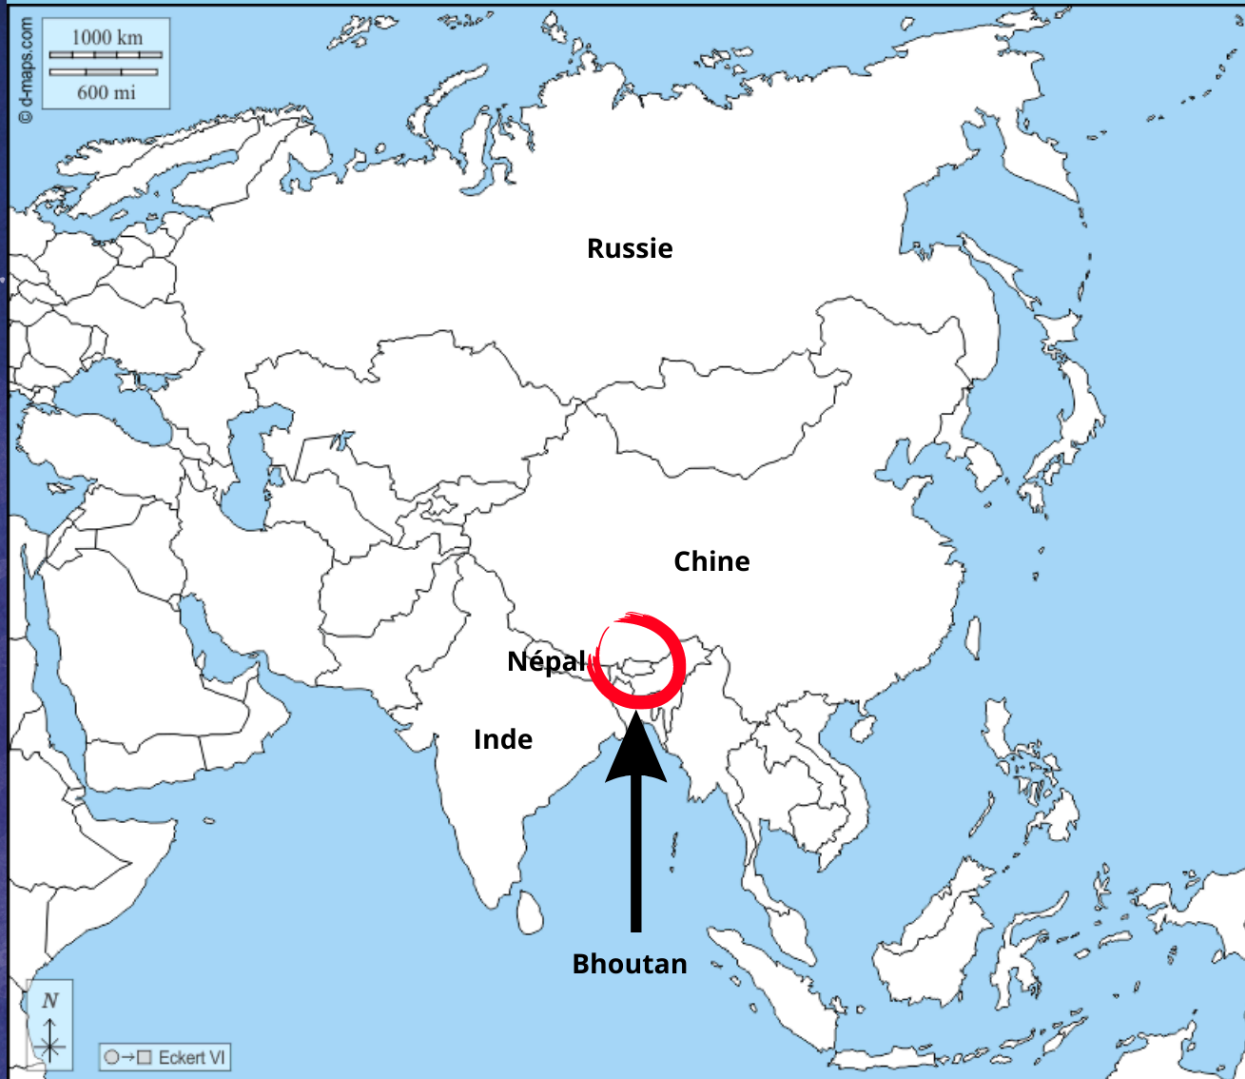 © d-maps.com
1000 km
600 mi
Russie
Chine
Népal
Inde
Bhoutan
N
Eckert VI